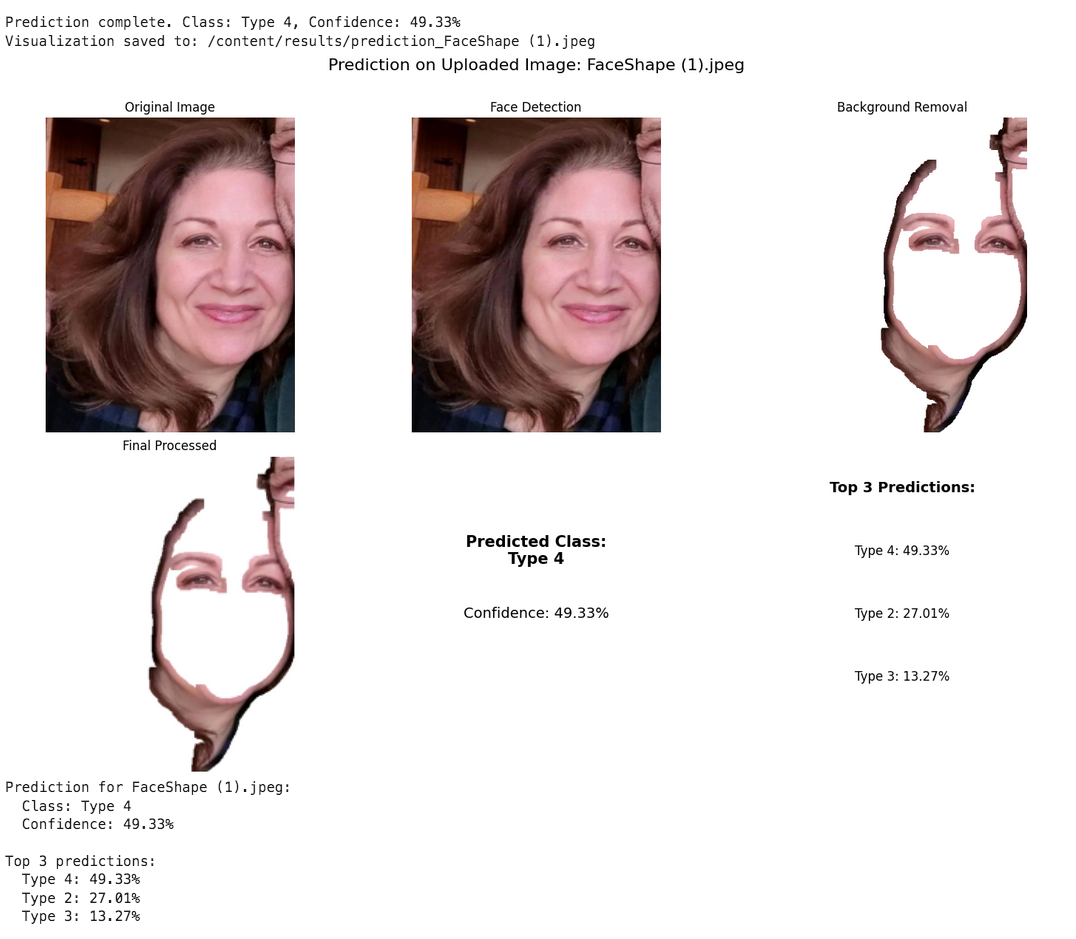 Prediction complete. Class: Type 4, Confidence: 49.33%
Visualization saved to: /content/results/prediction_FaceShape (1).jpeg
Prediction on Uploaded Image: FaceShape (1).jpeg
Original Image
Face Detection
Background Removal
Final Processed
Predicted Class:
Type 4
Confidence: 49.33%
Top 3 Predictions:
Type 4: 49.33%
Type 2: 27.01%
Type 3: 13.27%
Prediction for FaceShape (1).jpeg:
Class: Type 4
Confidence: 49.33%
Top 3 predictions:
Type 4: 49.33%
Type 2: 27.01%
Type 3: 13.27%